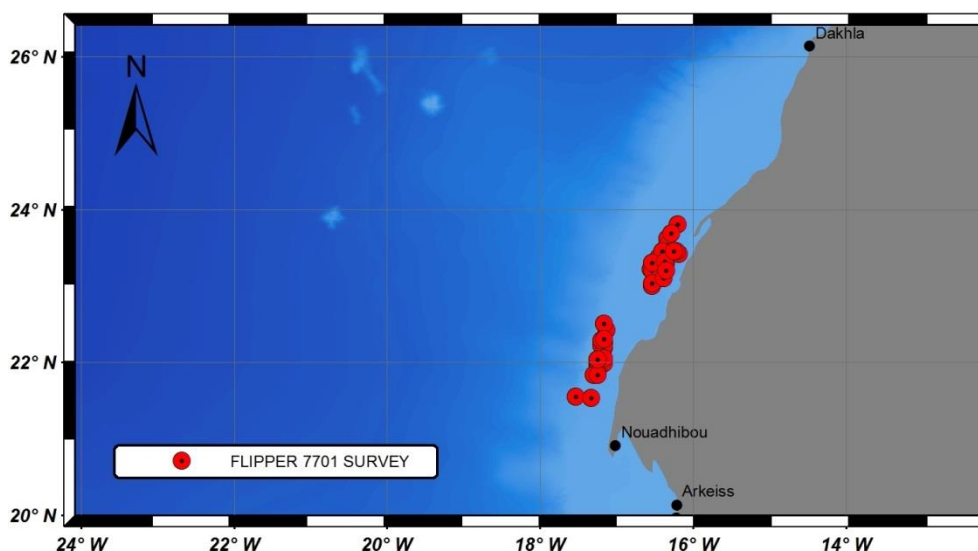 Dakhla
26° N
N
24° N
22° N
Nouadhibou
FLIPPER 7701 SURVEY
Arkeiss
20° N
24° W
22° W
20° W
18° W
16° W
14° W